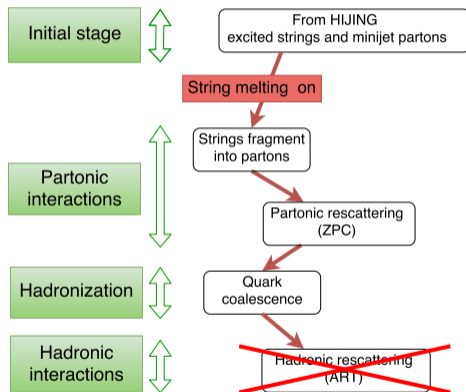 Initial stage
From HIJING
excited strings and minijet partons
String melting on
Strings fragment
into partons
Partonic
interactions
Partonic rescattering
(ZPC)
Hadronization
Quark
coalescence
Hadronic
interactions
Hadronic rescattering
(ART)